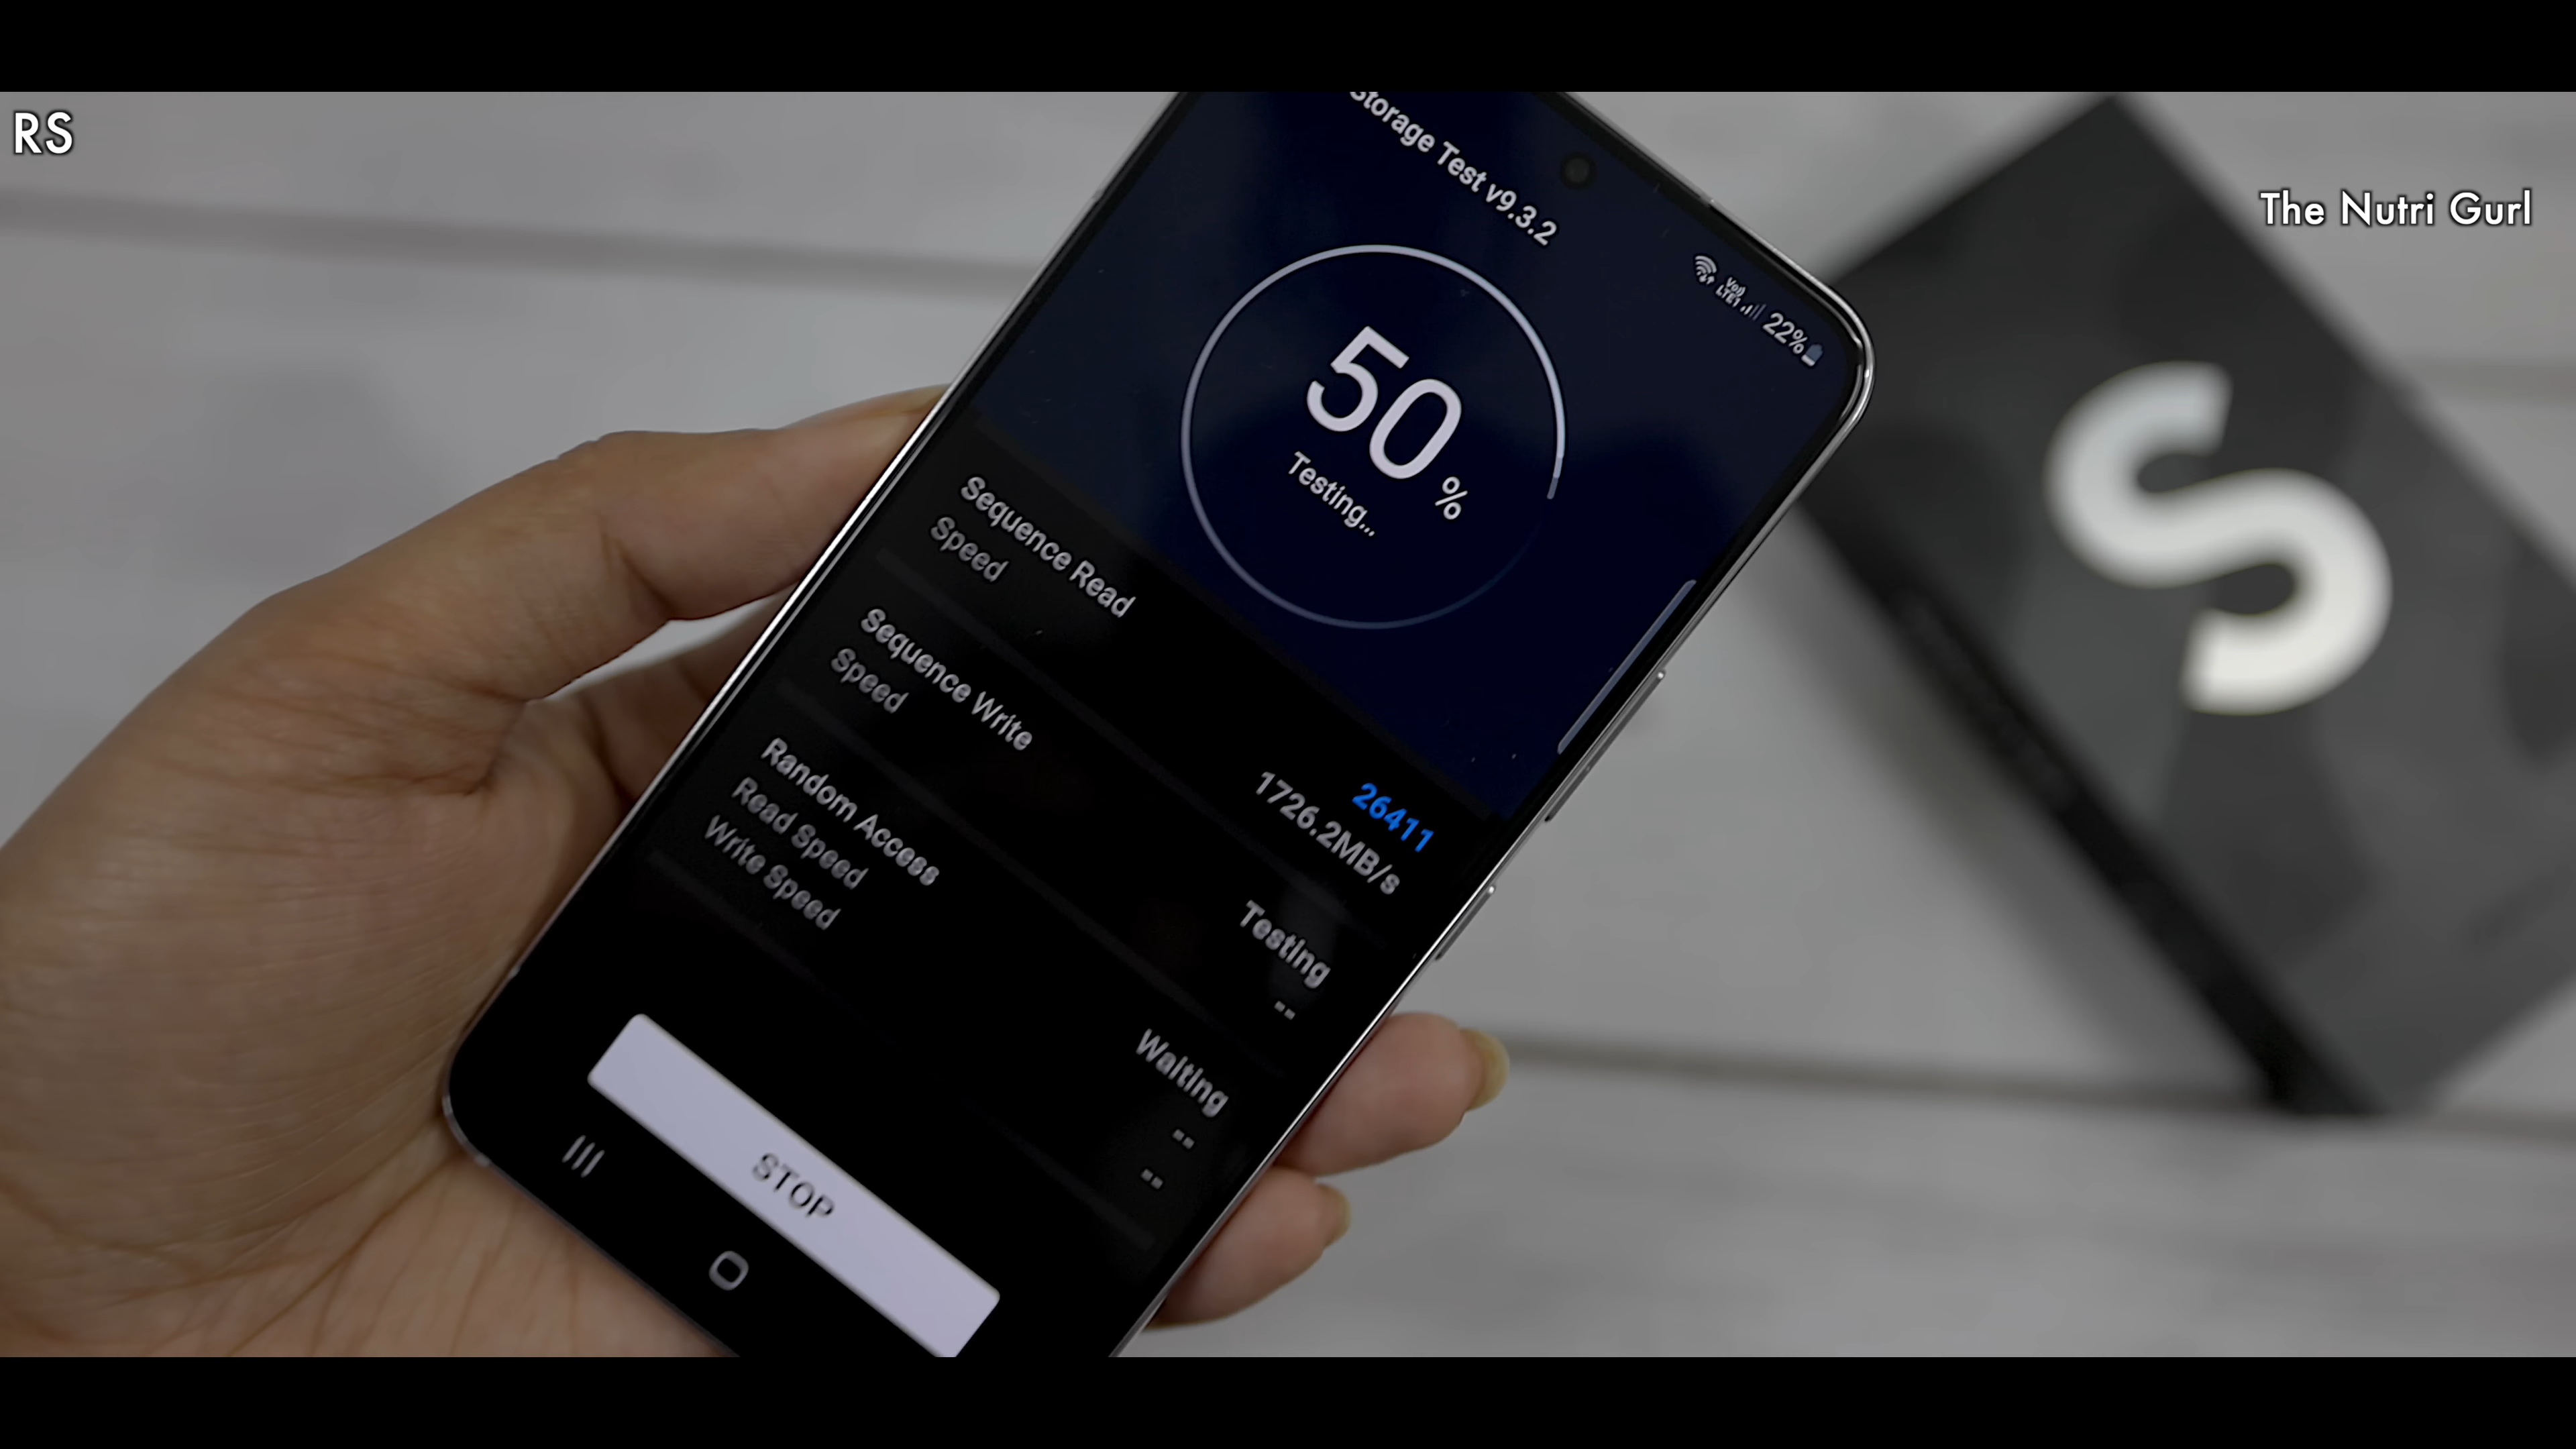 RS
The Nutri Gurl
Storage Test v9.3.2
VoLTE1 22%
50 %
Testing...
Sequence Read
26411
Speed
1726.2MB/s
Sequence Write
Testing
Speed
--
Random Access
Waiting
Read Speed
--
Write Speed
--
STOP
S